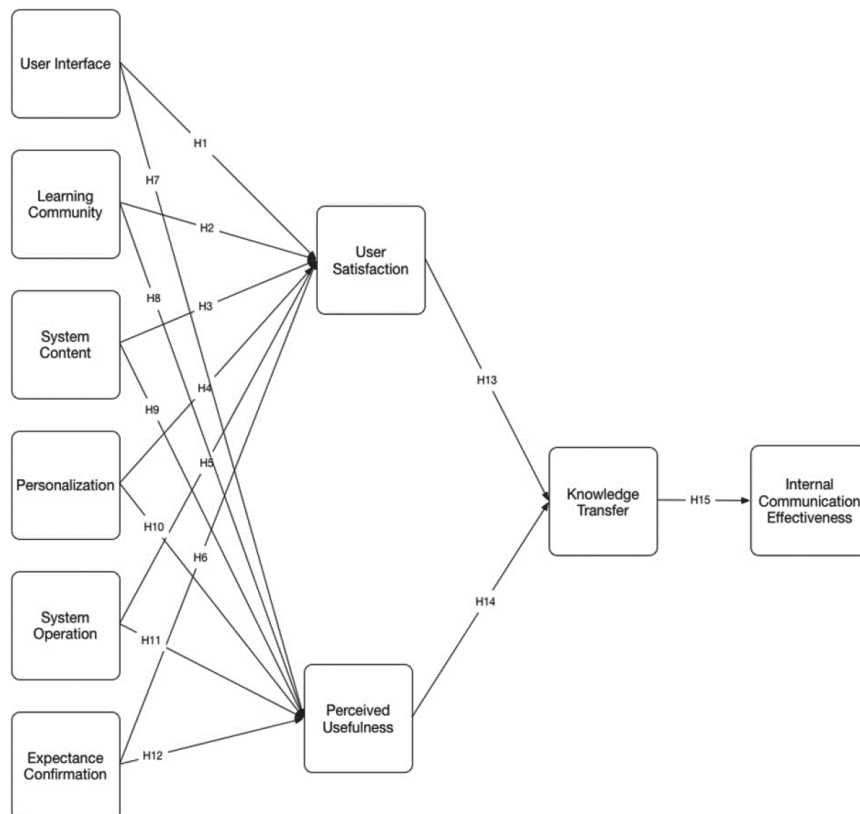 User Interface
H1
H7
Learning
Community
H2
User
Satisfaction
H8
H3
System
Content
H13
H4
H9
H5
Personalization
Knowledge
Transfer
H15
Internal
Communication
Effectiveness
H10
H6
H14
System
Operation
H11
Perceived
Usefulness
H12
Expectance
Confirmation